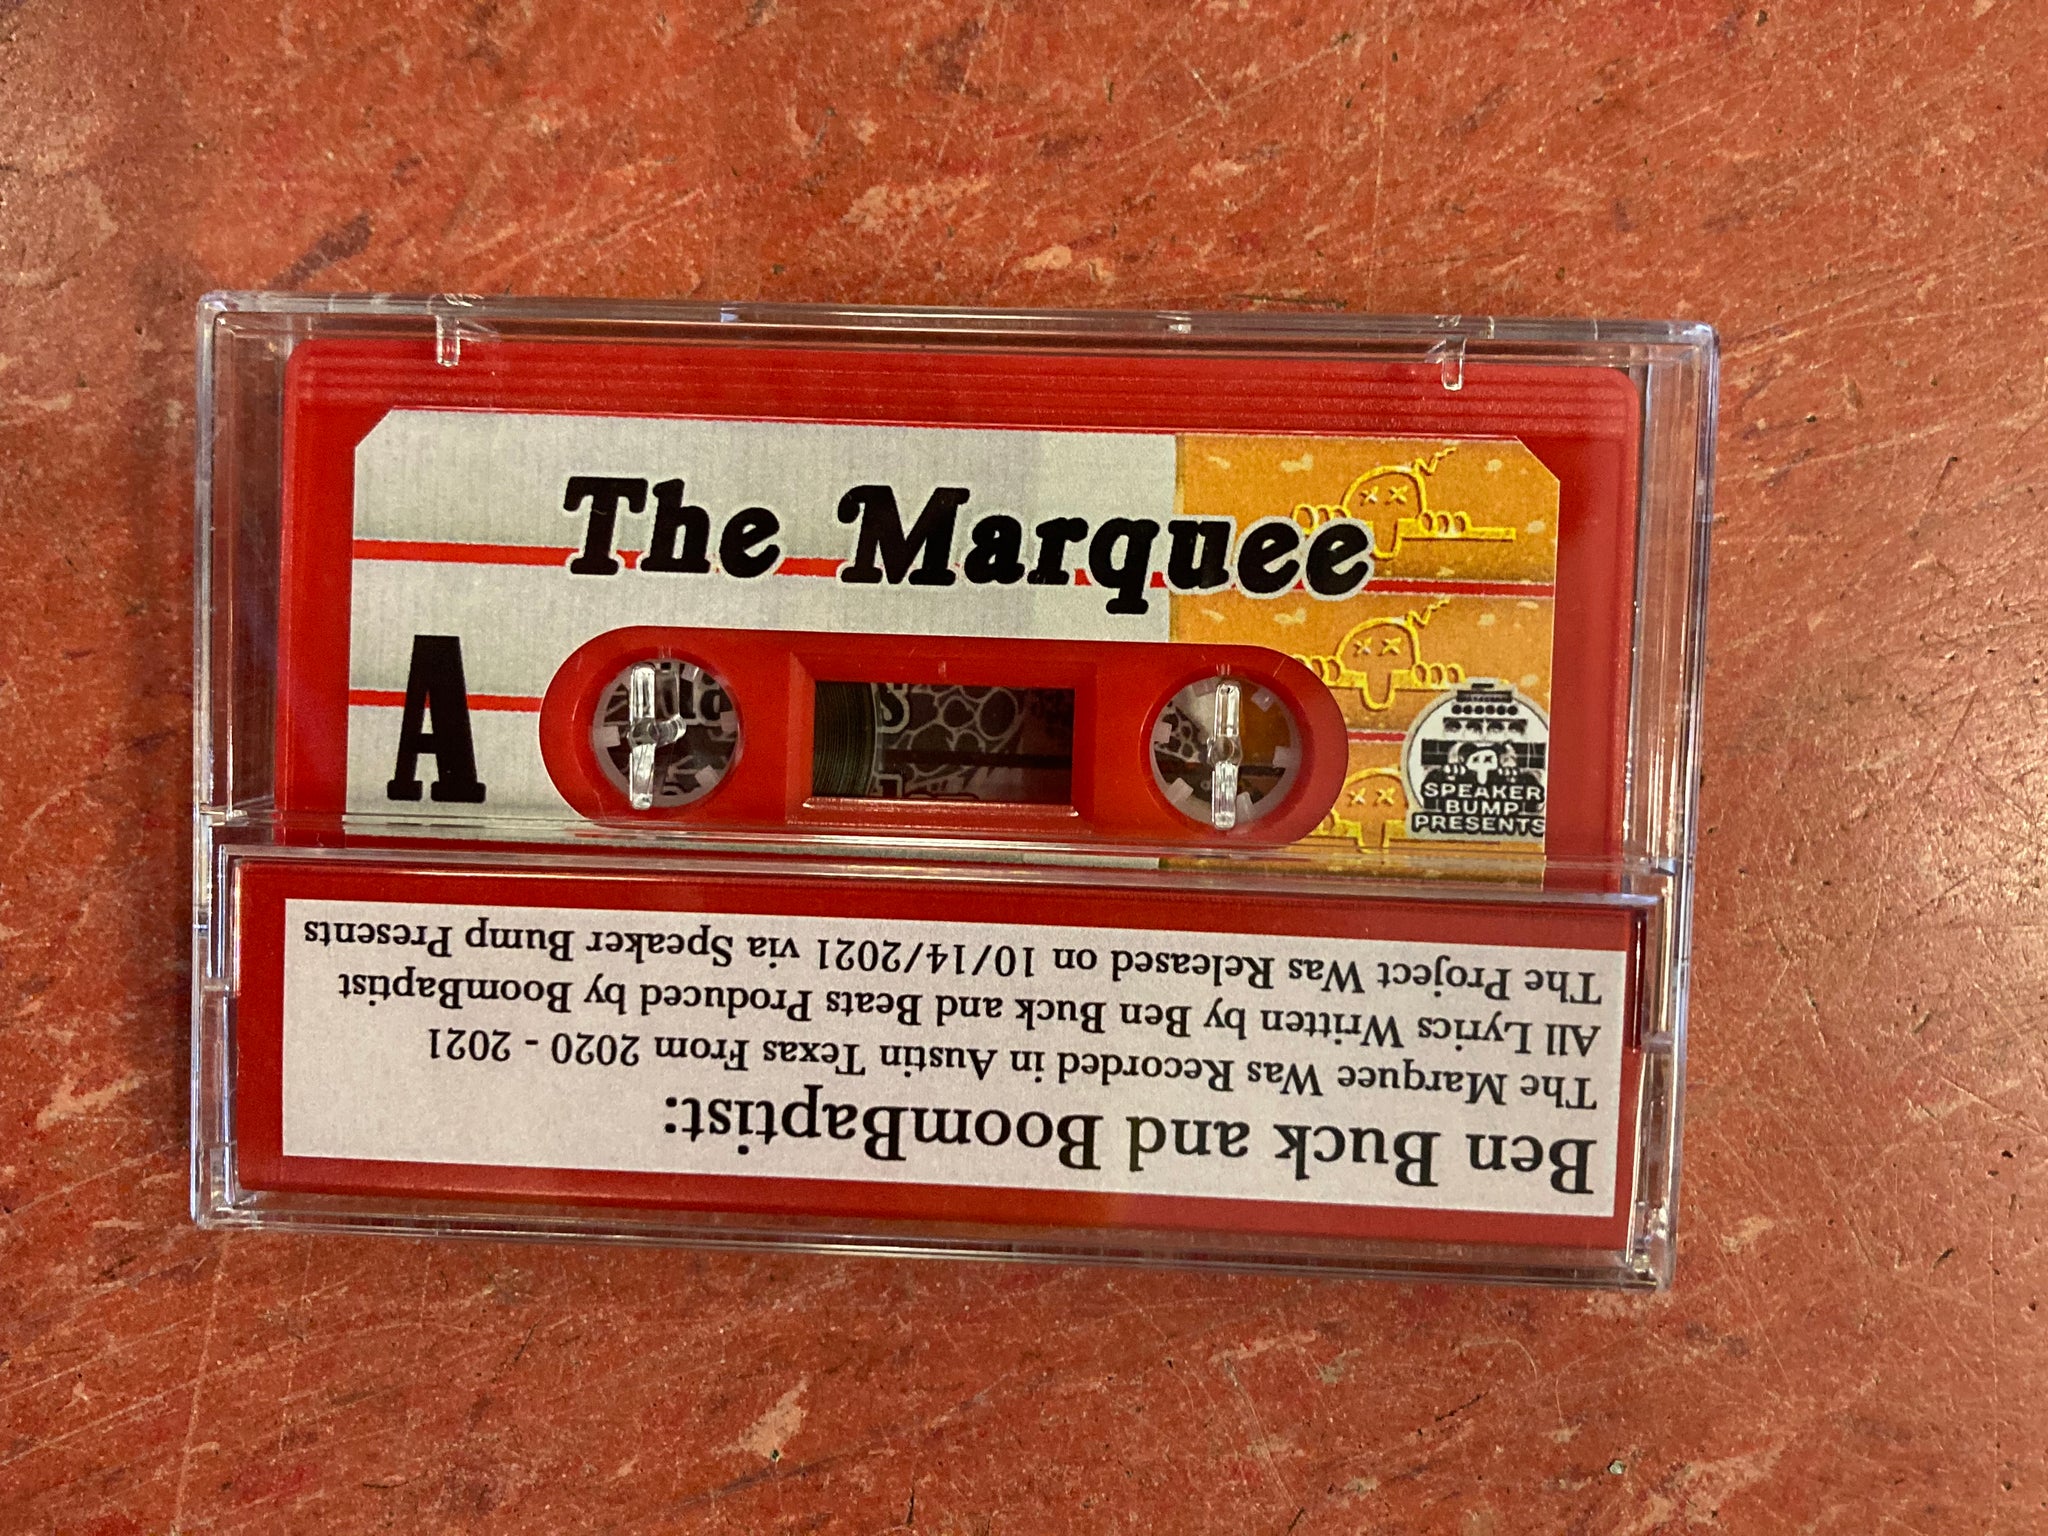 The Marquee
A
SPEAKER
BUMP
PRESENTS
Ben Buck and BoomBaptist:
The Marquee Was Recorded in Austin Texas From 2020 - 2021
All Lyrics Written by Ben Buck and Beats Produced by BoomBaptist
The Project Was Released on 10/14/2021 via Speaker Bump Presents